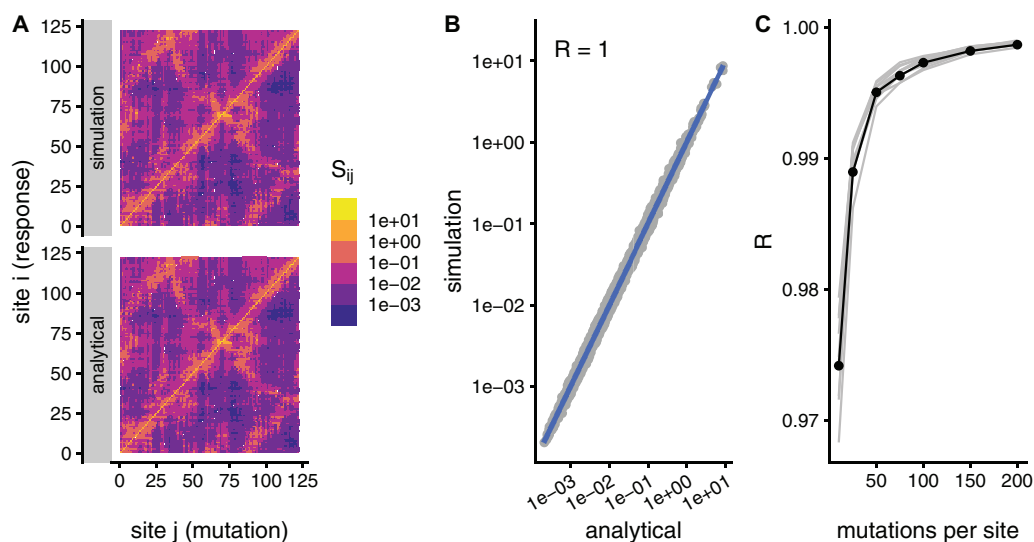 A
site i (response)
simulation
125
100
75
50
25
0
analytical
125
100
75
50
25
0
0 25 50 75 100 125
site j (mutation)
Sij
1e+01
1e+00
1e−01
1e−02
1e−03
B
R = 1
simulation
1e+01
1e+00
1e−01
1e−02
1e−03
1e−03 1e−02 1e−01 1e+00 1e+01
analytical
C
R
1.00
0.99
0.98
0.97
50 100 150 200
mutations per site